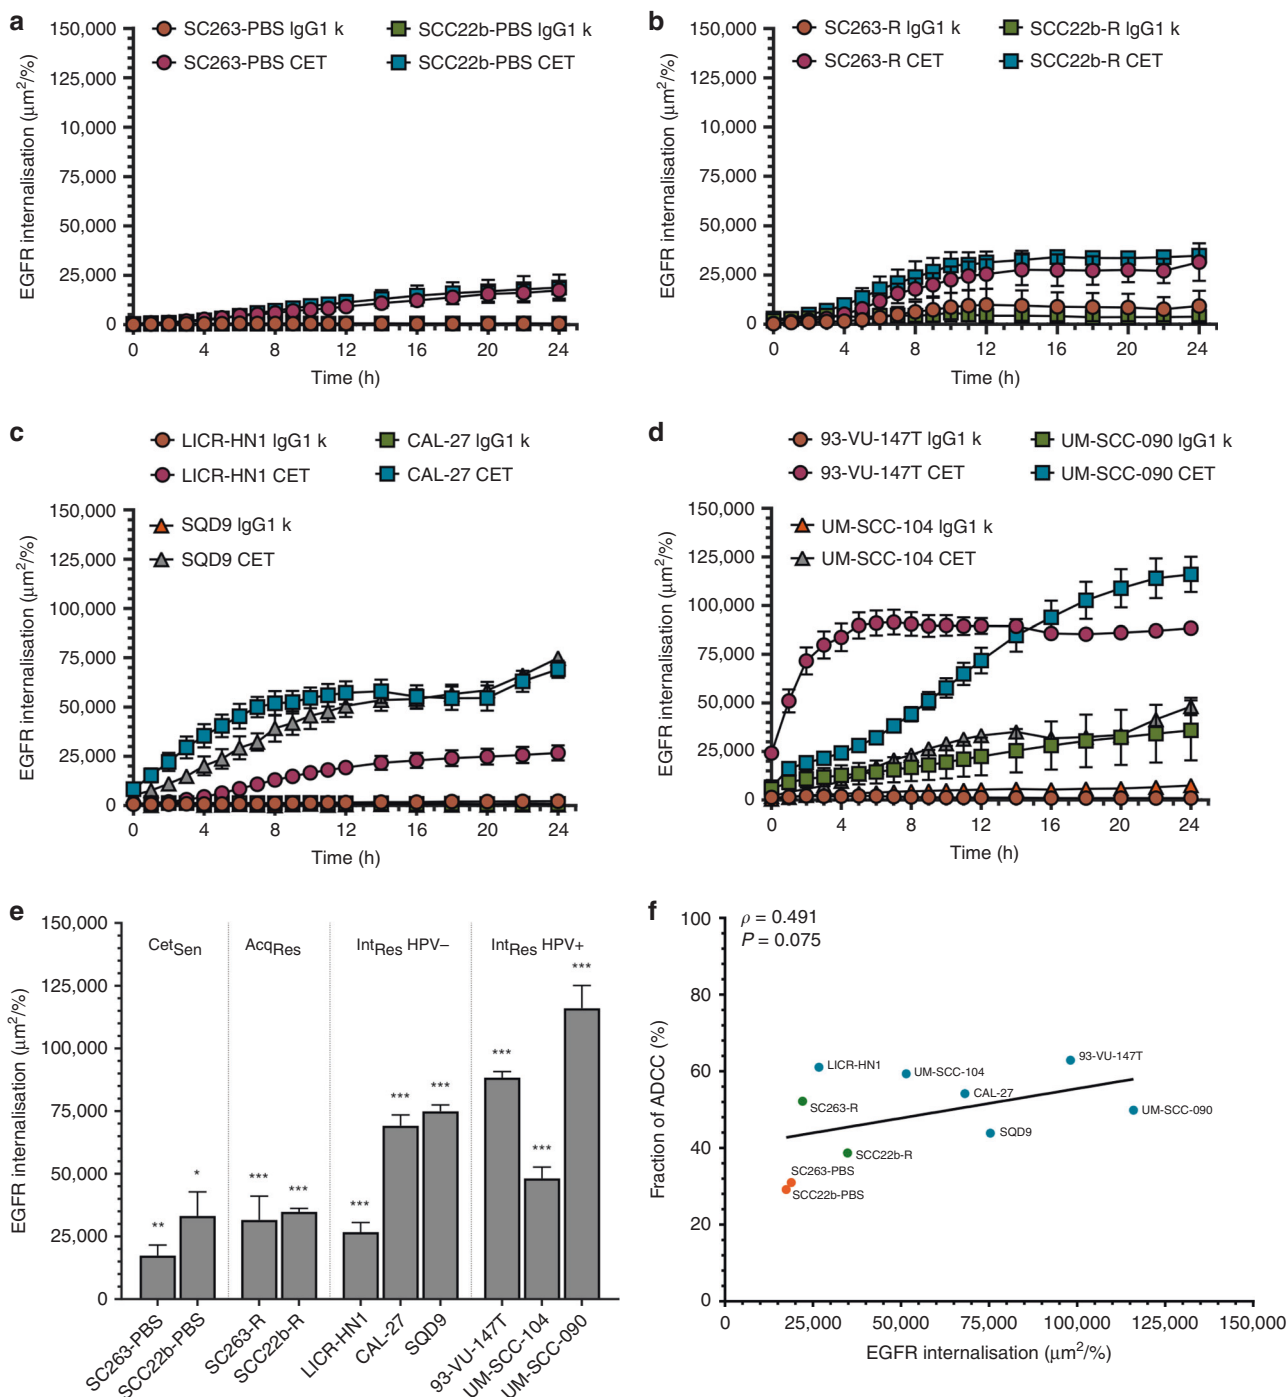 a
SC263-PBS IgG1 k
SCC22b-PBS IgG1 k
SC263-PBS CET
SCC22b-PBS CET
EGFR internalisation (μm²/%)
150,000
125,000
10,000
75,000
50,000
25,000
0
0 4 8 12 16 20 24
Time (h)
b
SC263-R IgG1 k
SCC22b-R IgG1 k
SC263-R CET
SCC22b-R CET
EGFR internalisation (μm²/%)
150,000
125,000
10,000
75,000
50,000
25,000
0
0 4 8 12 16 20 24
Time (h)
c
LICR-HN1 IgG1 k
CAL-27 IgG1 k
LICR-HN1 CET
CAL-27 CET
SQD9 IgG1 k
SQD9 CET
EGFR internalisation (μm²/%)
150,000
125,000
100,000
75,000
50,000
25,000
0
0 4 8 12 16 20 24
Time (h)
d
93-VU-147T IgG1 k
UM-SCC-090 IgG1 k
93-VU-147T CET
UM-SCC-090 CET
UM-SCC-104 IgG1 k
UM-SCC-104 CET
EGFR internalisation (μm²/%)
150,000
125,000
100,000
75,000
50,000
25,000
0
0 4 8 12 16 20 24
Time (h)
e
EGFR internalisation (μm²/%)
150,000
125,000
100,000
75,000
50,000
25,000
0
CetSen
AcqRes
IntRes HPV–
IntRes HPV+
**
*
***
***
***
***
***
***
***
***
SC263-PBS
SCC22b-PBS
SC263-R
SCC22b-R
LICR-HN1
CAL-27
SQD9
93-VU-147T
UM-SCC-104
UM-SCC-090
f
ρ = 0.491
P = 0.075
Fraction of ADCC (%)
100
80
60
40
20
0
LICR-HN1
UM-SCC-104
93-VU-147T
CAL-27
SC263-R
UM-SCC-090
SQD9
SCC22b-R
SC263-PBS
SCC22b-PBS
0 25,000 50,000 75,000 100,000 125,000 150,000
EGFR internalisation (μm²/%)